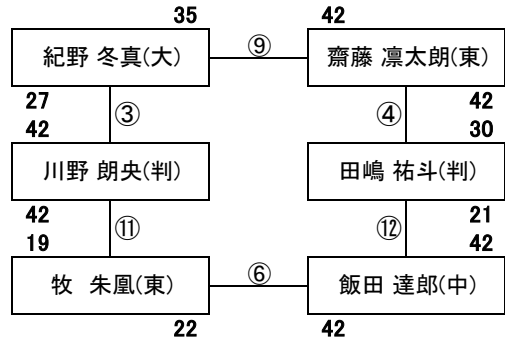 35 42
紀野 冬真(大) ⑨ 齋藤 凛太朗(東)
27 ③ ④ 42
42 30
川野 朗央(判) 田嶋 祐斗(判)
42 ⑪ ⑫ 21
19 42
牧 朱凰(東) ⑥ 飯田 達郎(中)
22 42